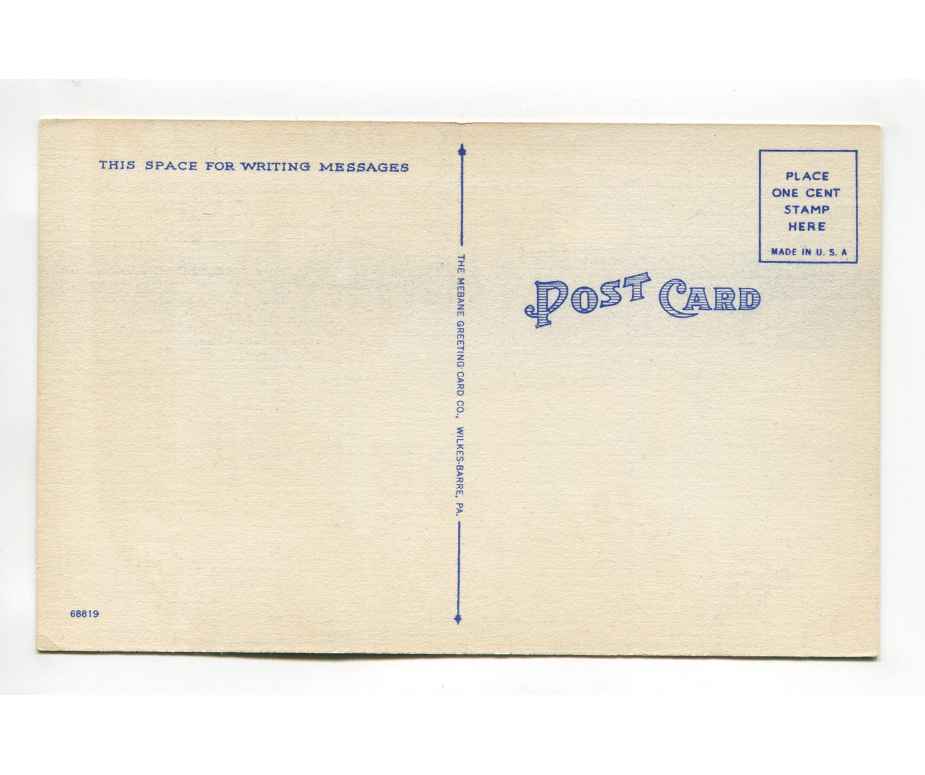 THIS SPACE FOR WRITING MESSAGES
THE MEBANE GREETING CARD CO., WILKES-BARRE, PA.
PLACE
ONE CENT
STAMP
HERE
MADE IN U. S. A
POST CARD
68819